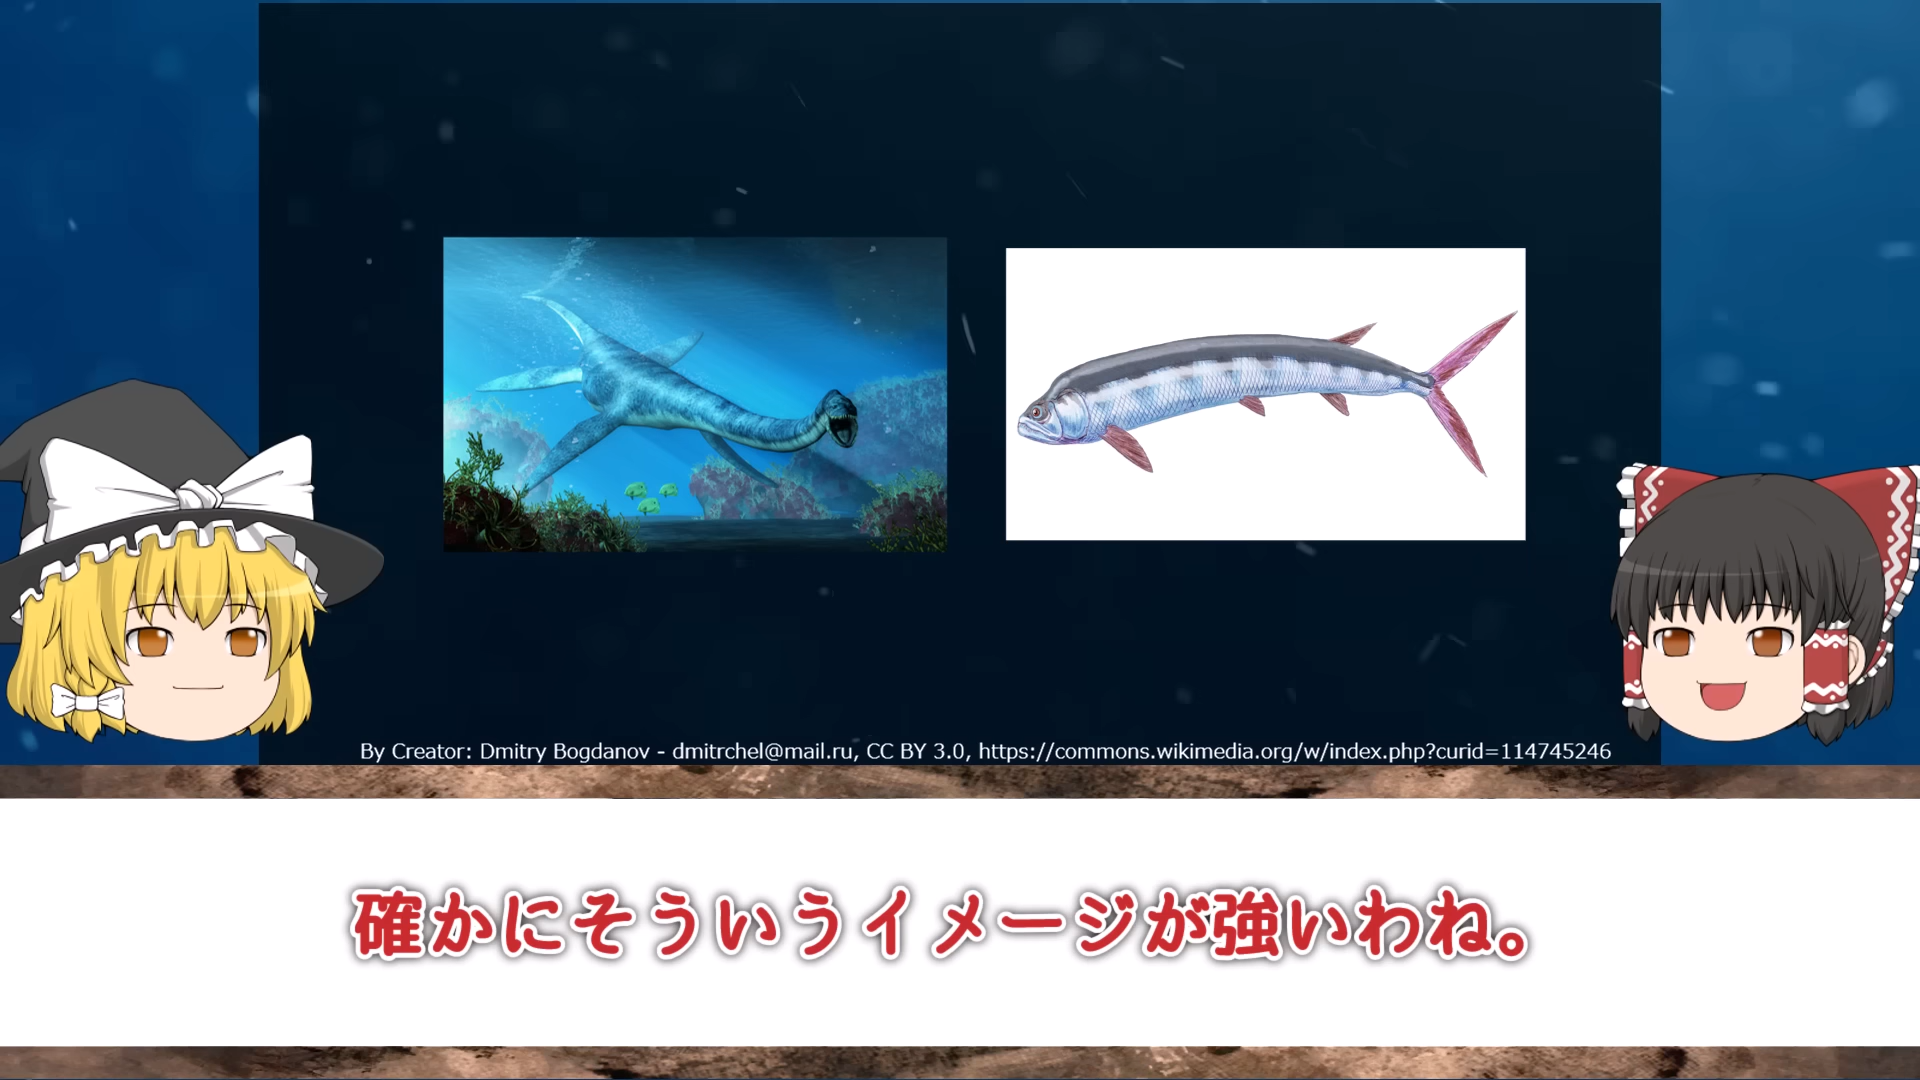 By Creator: Dmitry Bogdanov - dmitrchel@mail.ru, CC BY 3.0, https://commons.wikimedia.org/w/index.php?curid=114745246
確かにそういうイメージが強いわね。